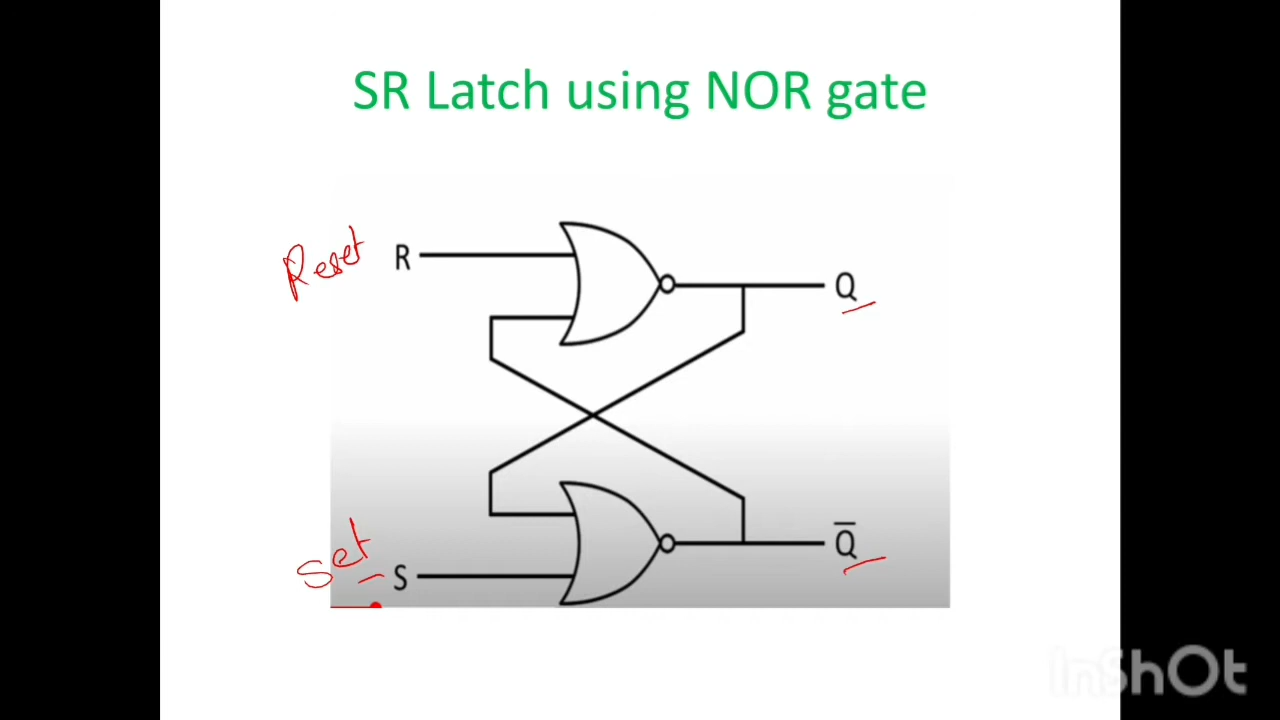 SR Latch using NOR gate
Reset R
Q
Set S
Q̅
InShOt